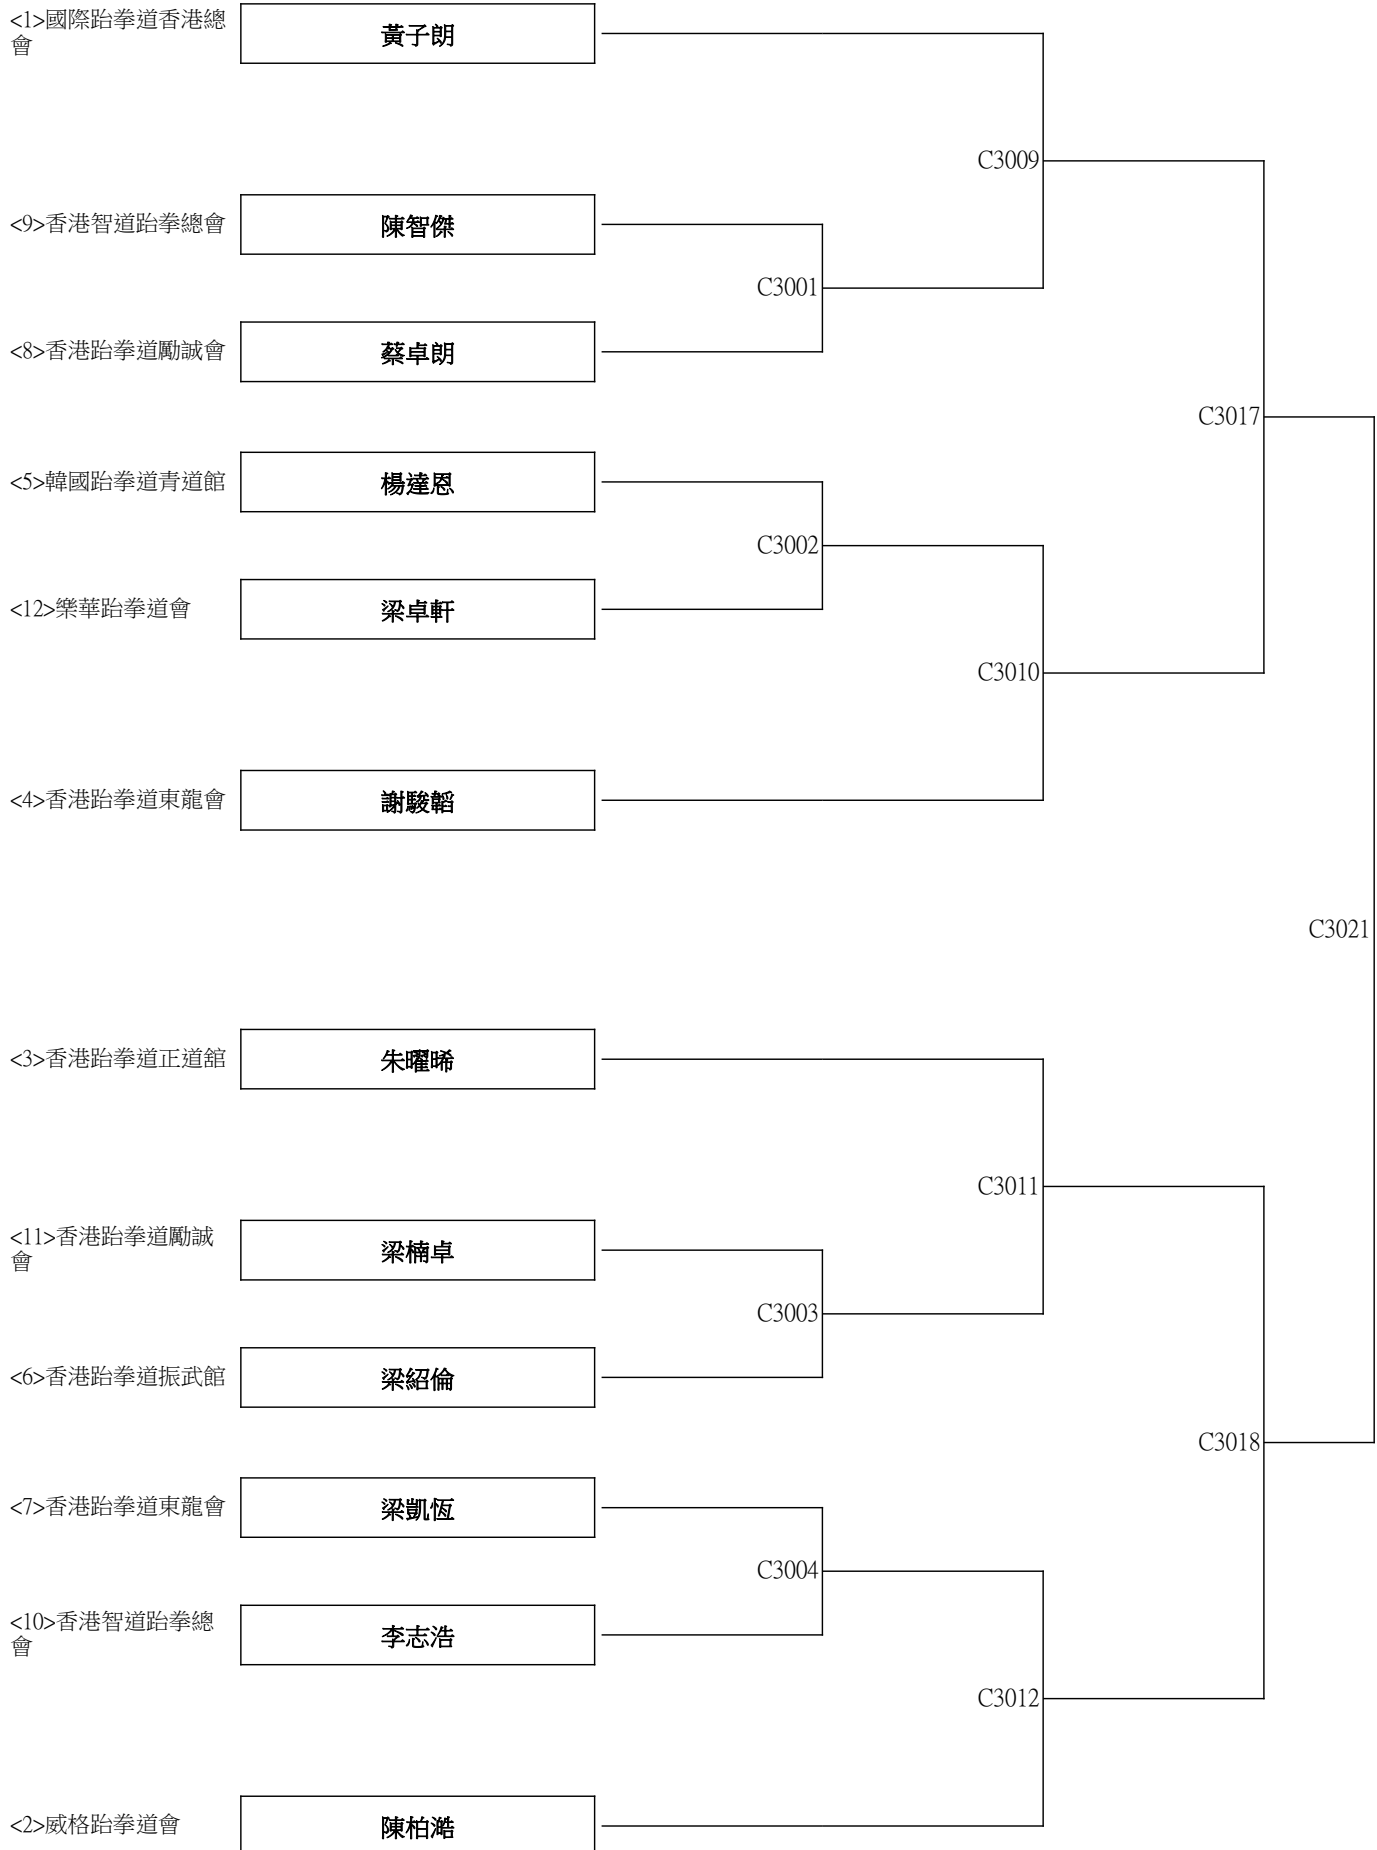 <1>國際跆拳道香港總
會
黃子朗
C3009
<9>香港智道跆拳總會
陳智傑
C3001
<8>香港跆拳道勵誠會
蔡卓朗
C3017
<5>韓國跆拳道青道館
楊達恩
C3002
<12>樂華跆拳道會
梁卓軒
C3010
<4>香港跆拳道東龍會
謝駿韜
C3021
<3>香港跆拳道正道舘
朱曜晞
C3011
<11>香港跆拳道勵誠
會
梁楠卓
C3003
<6>香港跆拳道振武館
梁紹倫
C3018
<7>香港跆拳道東龍會
梁凱恆
C3004
<10>香港智道跆拳總
會
李志浩
C3012
<2>威格跆拳道會
陳柏澔